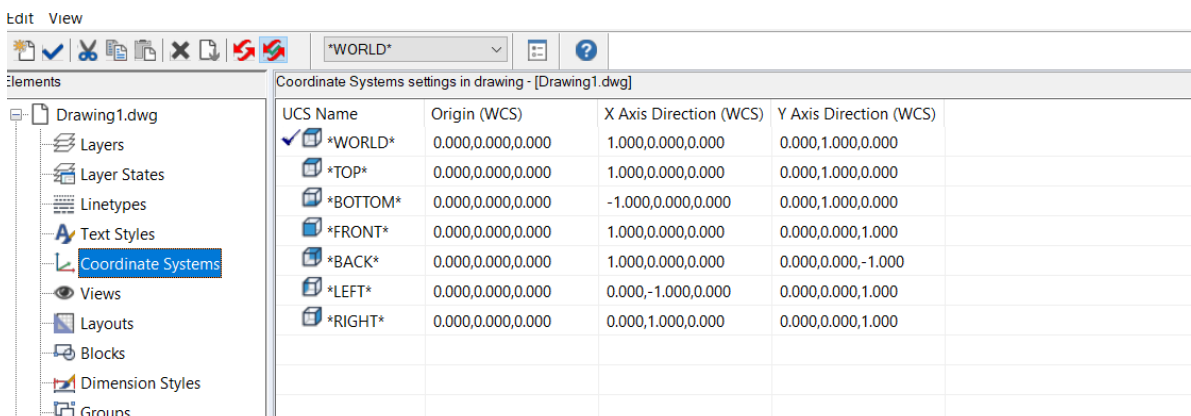 Edit View
*WORLD*
Elements
Coordinate Systems settings in drawing - [Drawing1.dwg]
Drawing1.dwg
Layers
Layer States
Linetypes
Text Styles
Coordinate Systems
Views
Layouts
Blocks
Dimension Styles
Groups
UCS Name Origin (WCS) X Axis Direction (WCS) Y Axis Direction (WCS)
*WORLD* 0.000,0.000,0.000 1.000,0.000,0.000 0.000,1.000,0.000
*TOP* 0.000,0.000,0.000 1.000,0.000,0.000 0.000,1.000,0.000
*BOTTOM* 0.000,0.000,0.000 -1.000,0.000,0.000 0.000,1.000,0.000
*FRONT* 0.000,0.000,0.000 1.000,0.000,0.000 0.000,0.000,1.000
*BACK* 0.000,0.000,0.000 1.000,0.000,0.000 0.000,0.000,-1.000
*LEFT* 0.000,0.000,0.000 0.000,-1.000,0.000 0.000,0.000,1.000
*RIGHT* 0.000,0.000,0.000 0.000,1.000,0.000 0.000,0.000,1.000